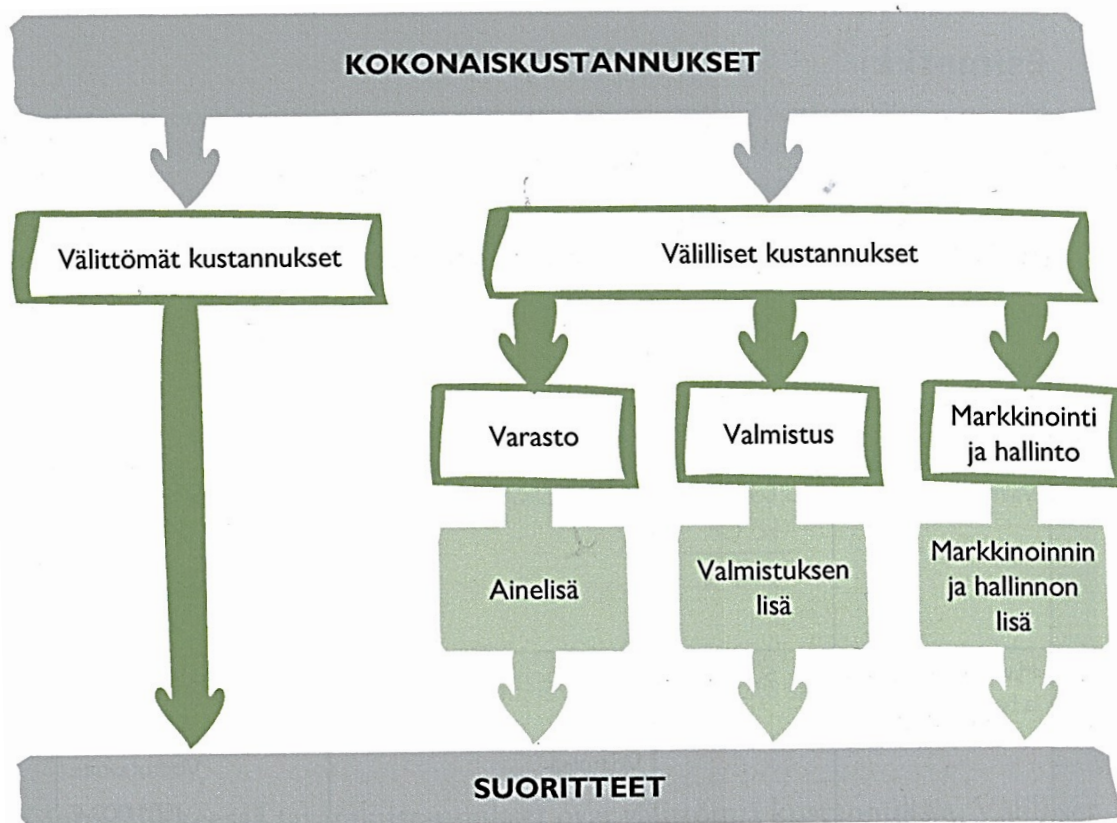 KOKONAISKUSTANNUKSET
Välittömät kustannukset
Välilliset kustannukset
Varasto
Valmistus
Markkinointi
ja hallinto
Ainelisä
Valmistuksen
lisä
Markkinoinnin
ja hallinnon
lisä
SUORITTEET